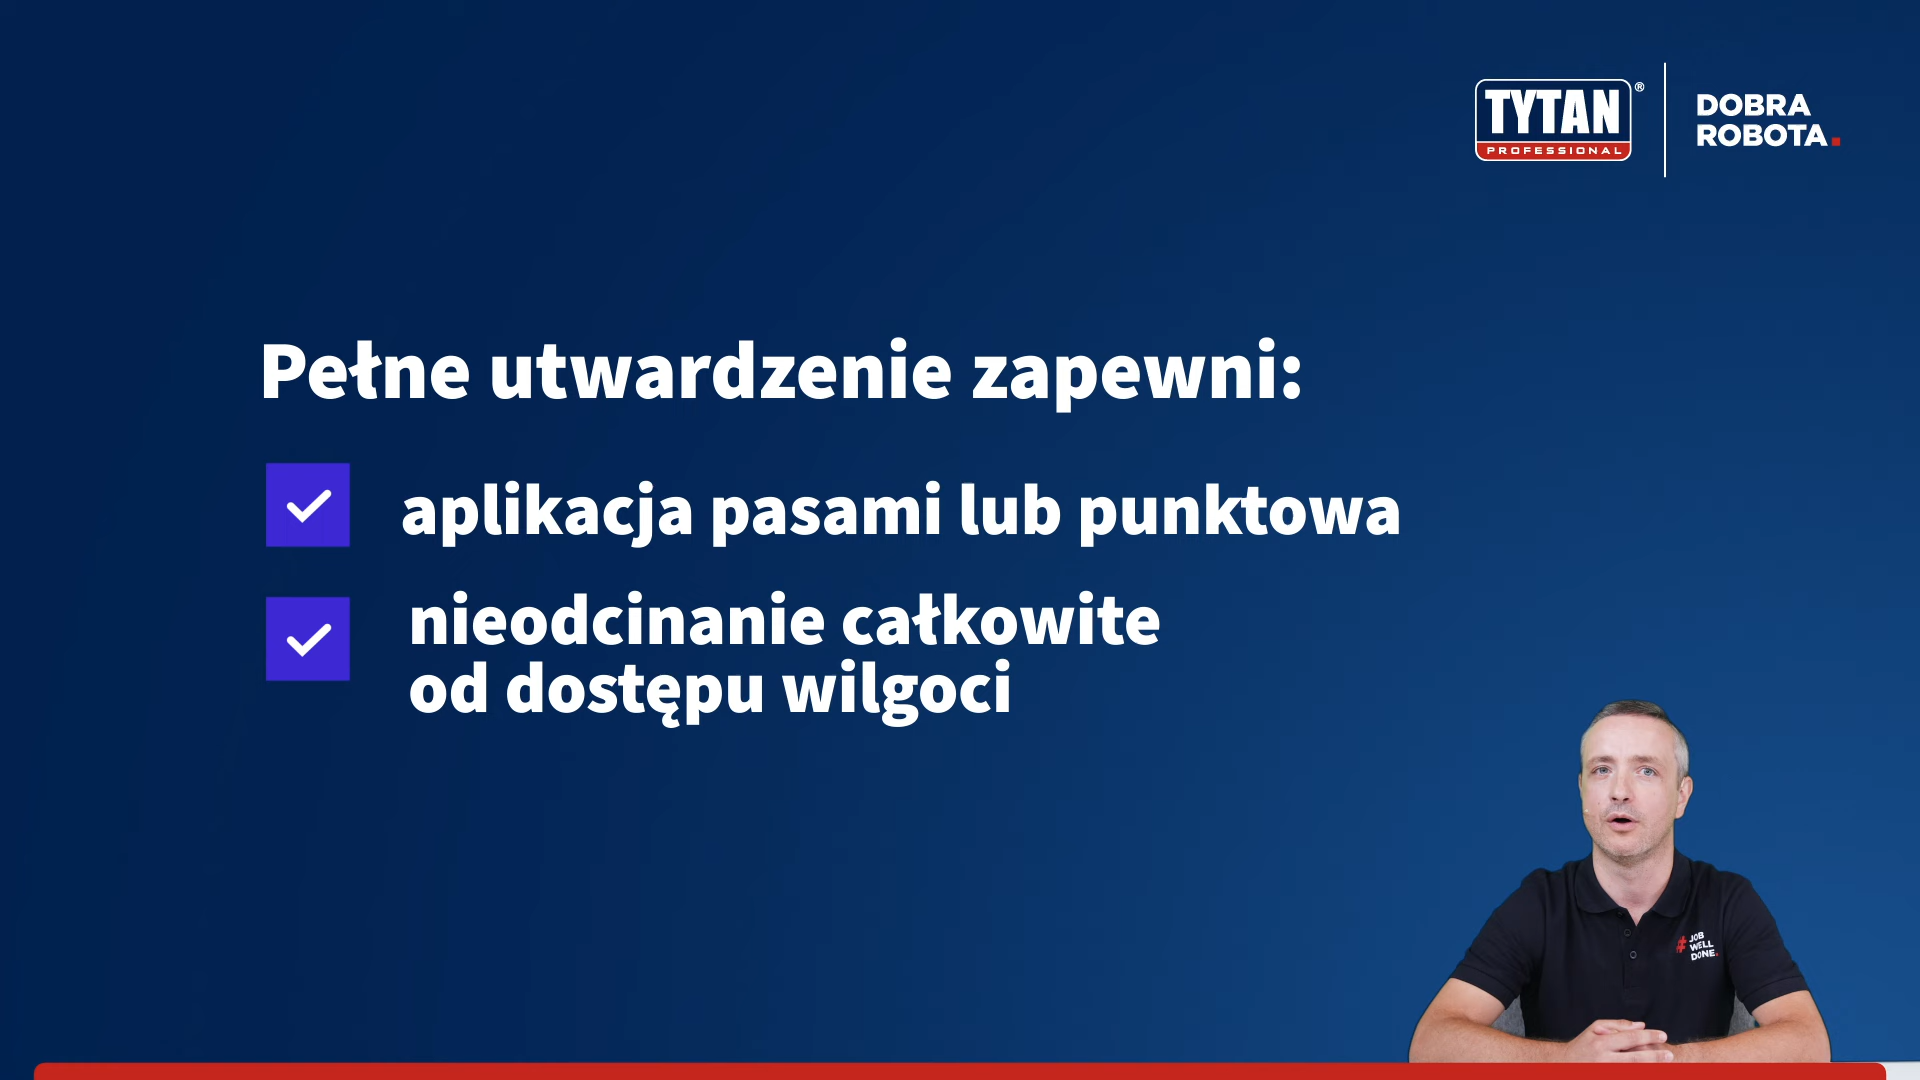 TYTAN®
PROFESSIONAL
DOBRA
ROBOTA.
Pełne utwardzenie zapewni:
aplikacja pasami lub punktowa
nieodcinanie całkowite
od dostępu wilgoci
#JOB
WELL
DONE.